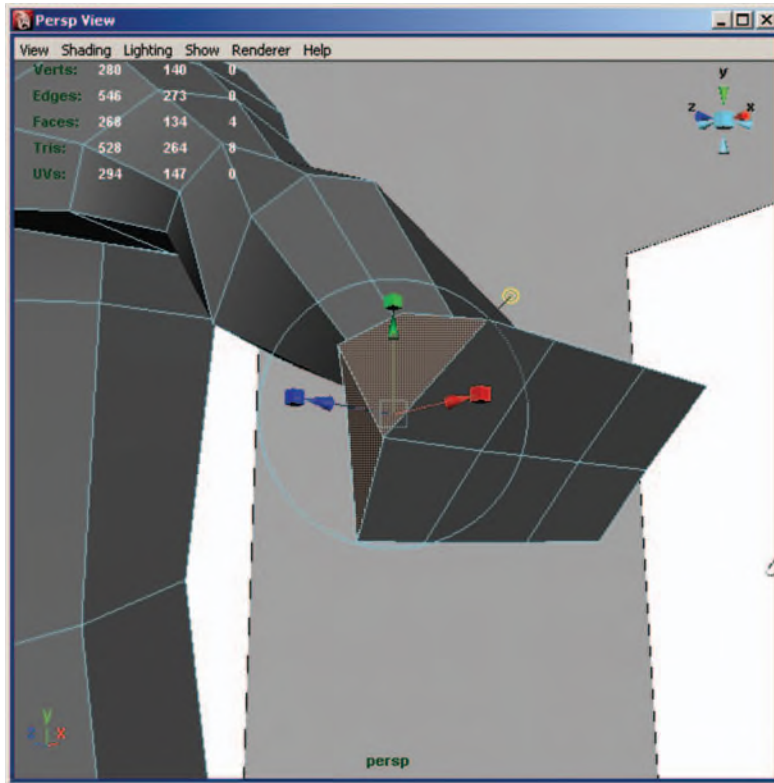 Persp View
View Shading Lighting Show Renderer Help
Verts: 280 140 0
Edges: 546 273 0
Faces: 268 134 4
Tris: 528 264 8
UVs: 294 147 0
y
z x
y
z x
persp